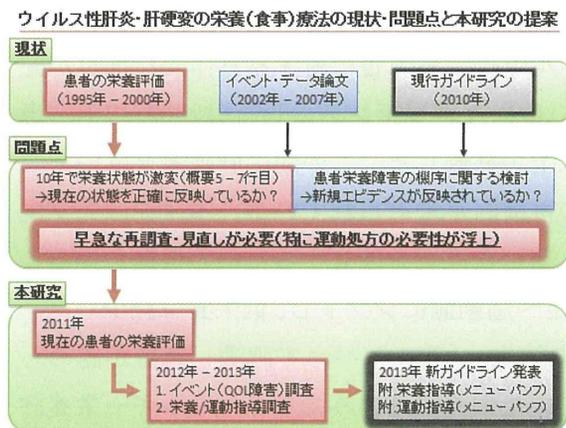 ウイルス性肝炎・肝硬変の栄養(食事)療法の現状・問題点と本研究の提案
現状
患者の栄養評価
(1995年－2000年)
イベント・データ論文
(2002年－2007年)
現行ガイドライン
(2010年)
問題点
10年で栄養状態が激変(概要5－7行目)
→現在の状態を正確に反映しているか?
患者栄養障害の機序に関する検討
→新規エビデンスが反映されているか?
早急な再調査・見直しが必要(特に運動処方の必要性が浮上)
本研究
2011年
現在の患者の栄養評価
2012年－2013年
1. イベント(QOL障害)調査
2. 栄養/運動指導調査
2013年 新ガイドライン発表
附.栄養指導(メニューパンフ)
附.運動指導(メニューパンフ)